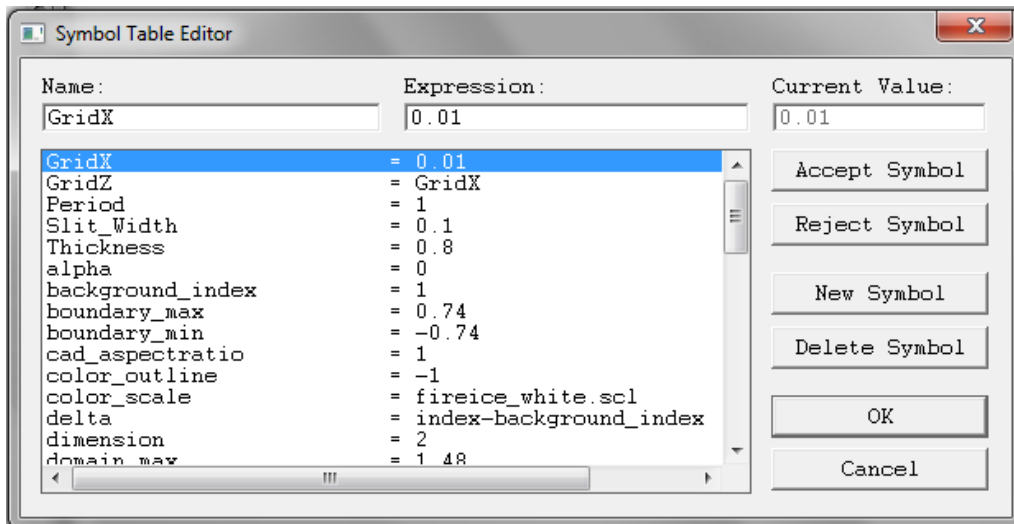 Symbol Table Editor
Name: Expression: Current Value:
GridX 0.01 0.01
GridX = 0.01
GridZ = GridX
Period = 1
Slit_Width = 0.1
Thickness = 0.8
alpha = 0
background_index = 1
boundary_max = 0.74
boundary_min = -0.74
cad_aspectratio = 1
color_outline = -1
color_scale = fireice_white.scl
delta = index-background_index
dimension = 2
domain_max = 1.48
Accept Symbol
Reject Symbol
New Symbol
Delete Symbol
OK
Cancel